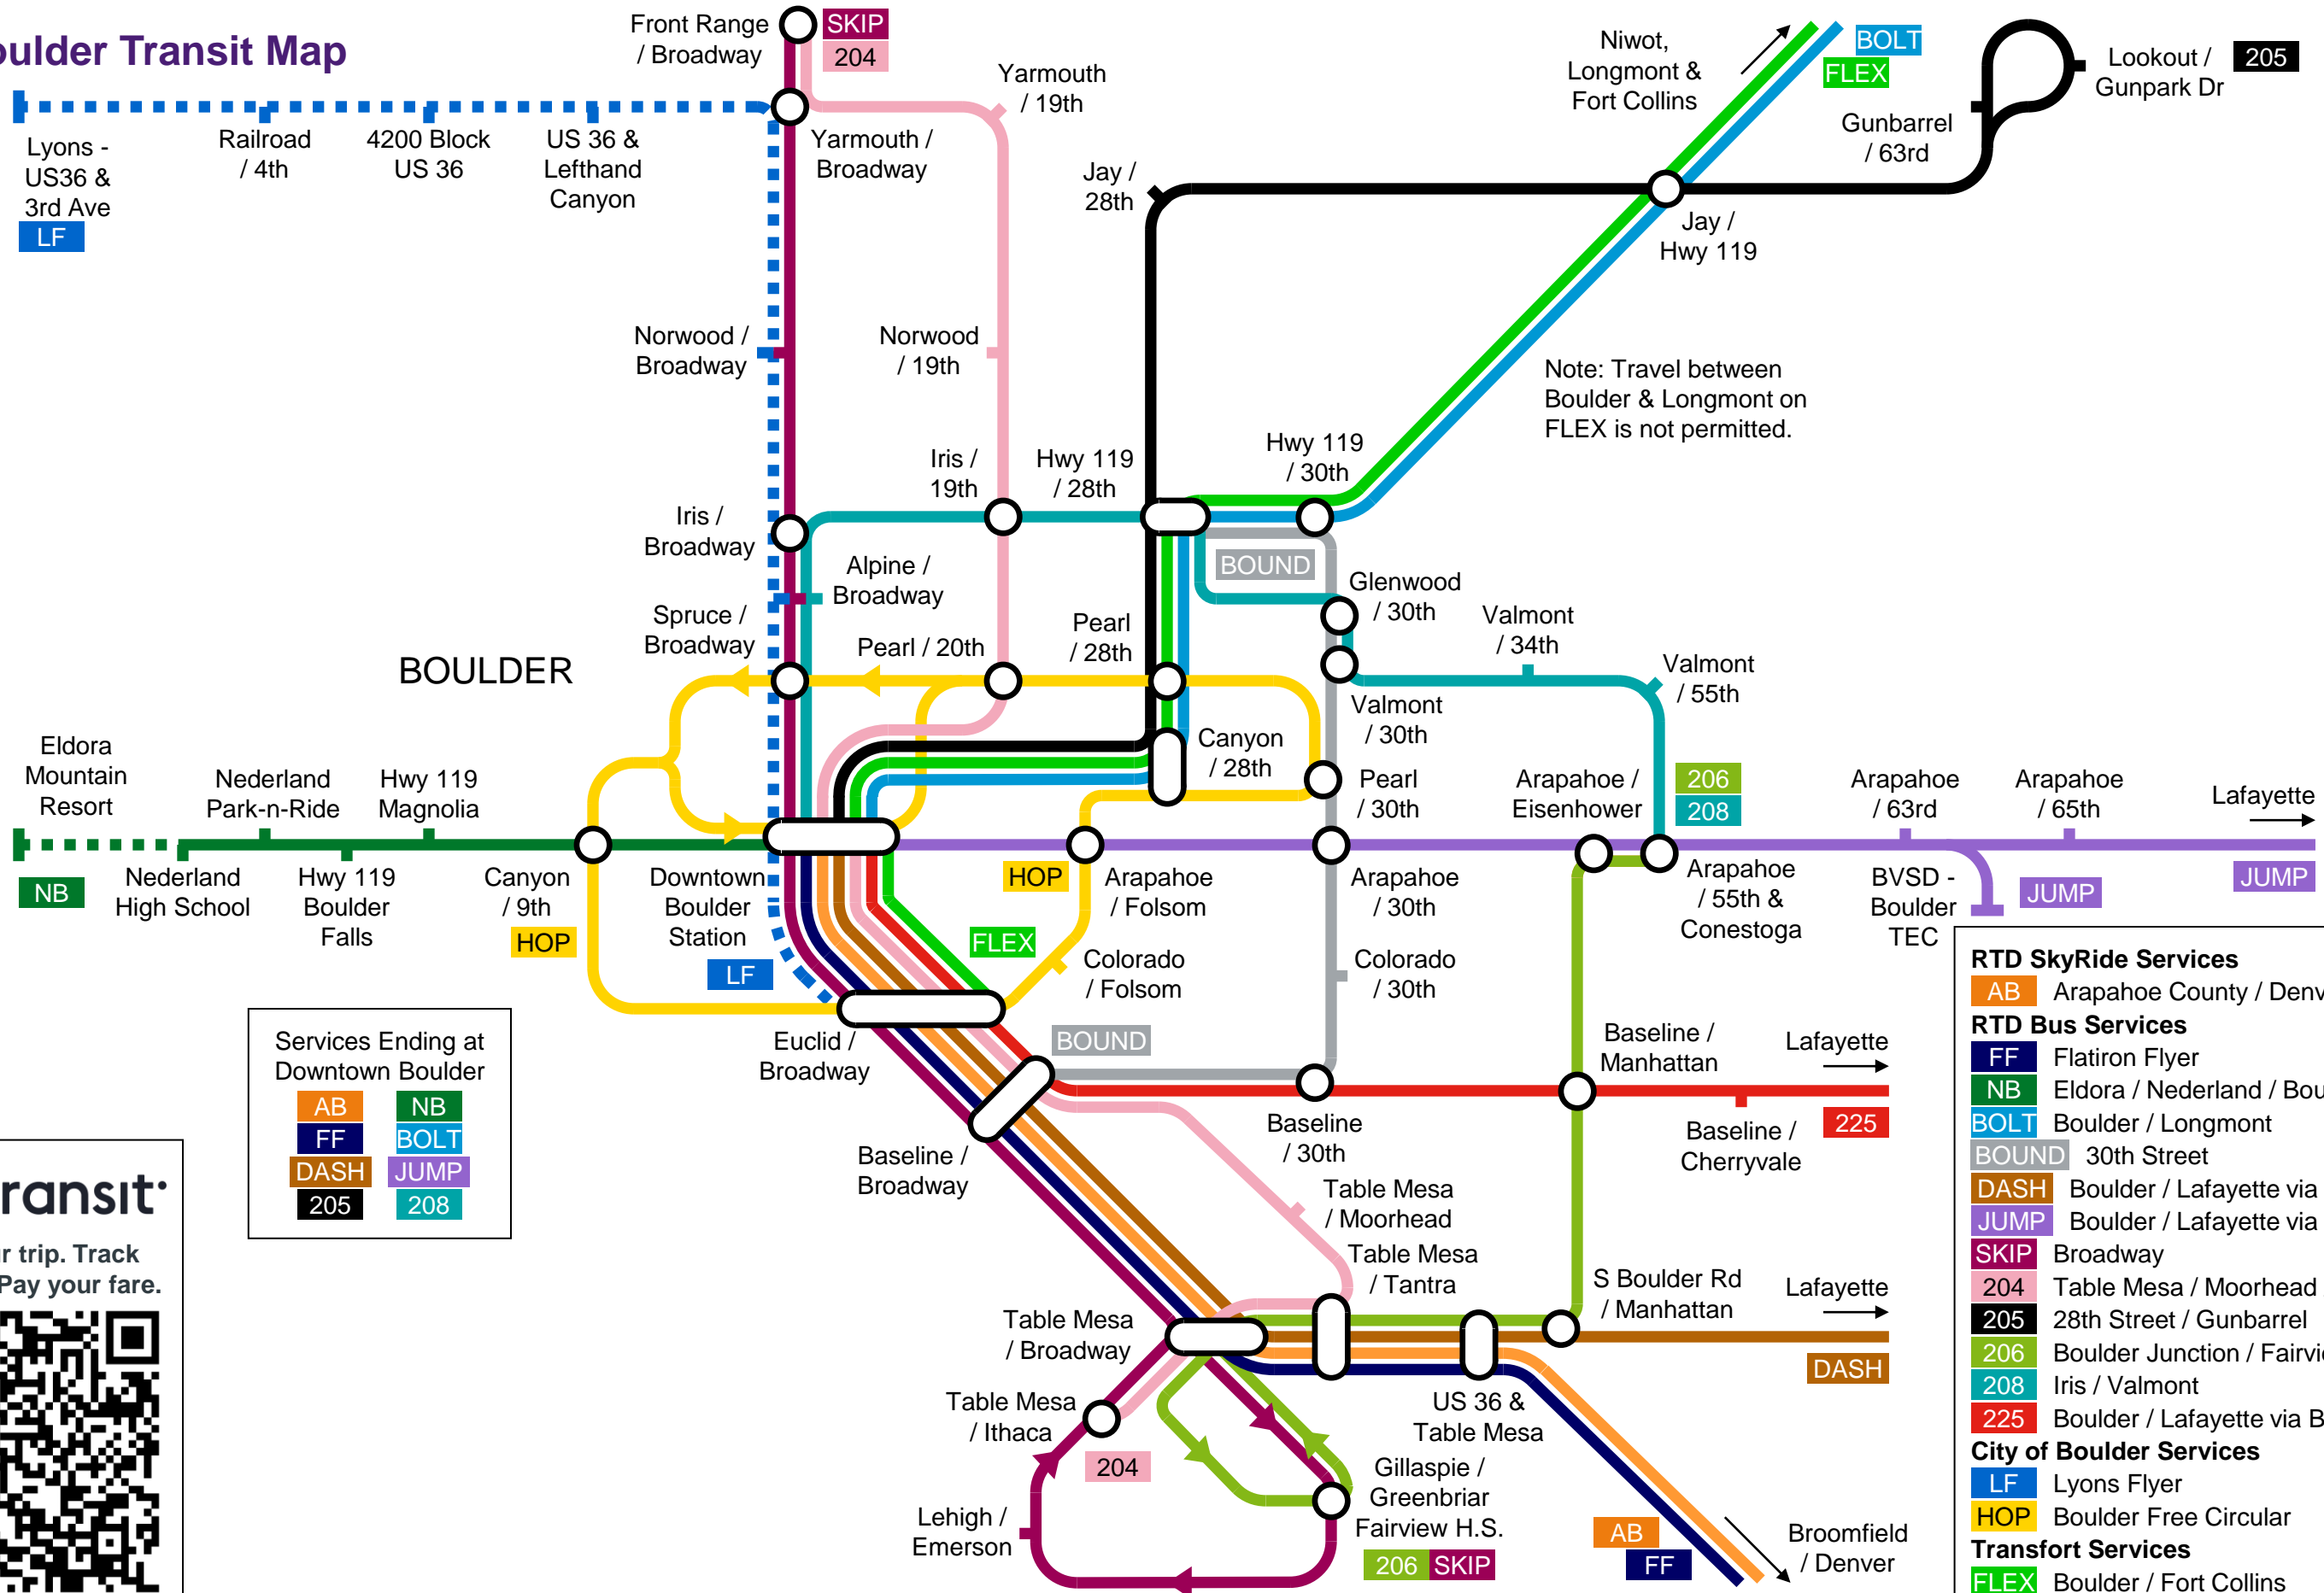 oulder Transit Map
Front Range
/ Broadway
SKIP
204
Yarmouth
/ 19th
Niwot,
Longmont &
Fort Collins
BOLT
FLEX
Lookout /
Gunpark Dr
205
Lyons -
US36 &
3rd Ave
LF
Railroad
/ 4th
4200 Block
US 36
US 36 &
Lefthand
Canyon
Yarmouth /
Broadway
Gunbarrel
/ 63rd
Jay /
28th
Jay /
Hwy 119
Norwood /
Broadway
Norwood
/ 19th
Note: Travel between
Boulder & Longmont on
FLEX is not permitted.
Iris /
Broadway
Iris /
19th
Hwy 119
/ 28th
Hwy 119
/ 30th
BOUND
Alpine /
Broadway
Glenwood
/ 30th
Spruce /
Broadway
Pearl / 20th
Pearl
/ 28th
Valmont
/ 34th
Valmont
/ 55th
BOULDER
Valmont
/ 30th
Eldora
Mountain
Resort
Nederland
Park-n-Ride
Hwy 119
Magnolia
Canyon
/ 28th
Pearl
/ 30th
Arapahoe /
Eisenhower
206
208
Arapahoe
/ 63rd
Arapahoe
/ 65th
Lafayette
NB
Nederland
High School
Hwy 119
Boulder
Falls
Canyon
/ 9th
HOP
Downtown
Boulder
Station
LF
HOP
Arapahoe
/ Folsom
Arapahoe
/ 30th
Arapahoe
/ 55th &
Conestoga
BVSD -
Boulder
TEC
JUMP
JUMP
FLEX
Colorado
/ Folsom
Colorado
/ 30th
Euclid /
Broadway
BOUND
Baseline /
Manhattan
Lafayette
Services Ending at
Downtown Boulder
AB NB
FF BOLT
DASH JUMP
205 208
Baseline /
Broadway
Baseline
/ 30th
Baseline /
Cherryvale
225
Table Mesa
/ Moorhead
Table Mesa
/ Tantra
S Boulder Rd
/ Manhattan
Lafayette
DASH
Table Mesa
/ Broadway
Table Mesa
/ Ithaca
204
US 36 &
Table Mesa
Lehigh /
Emerson
Gillaspie /
Greenbriar
Fairview H.S.
206 SKIP
AB
FF
Broomfield
/ Denver
ransit
r trip. Track
Pay your fare.
RTD SkyRide Services
AB Arapahoe County / Denv
RTD Bus Services
FF Flatiron Flyer
NB Eldora / Nederland / Bou
BOLT Boulder / Longmont
BOUND 30th Street
DASH Boulder / Lafayette via
JUMP Boulder / Lafayette via
SKIP Broadway
204 Table Mesa / Moorhead
205 28th Street / Gunbarrel
206 Boulder Junction / Fairvi
208 Iris / Valmont
225 Boulder / Lafayette via B
City of Boulder Services
LF Lyons Flyer
HOP Boulder Free Circular
Transfort Services
FLEX Boulder / Fort Collins